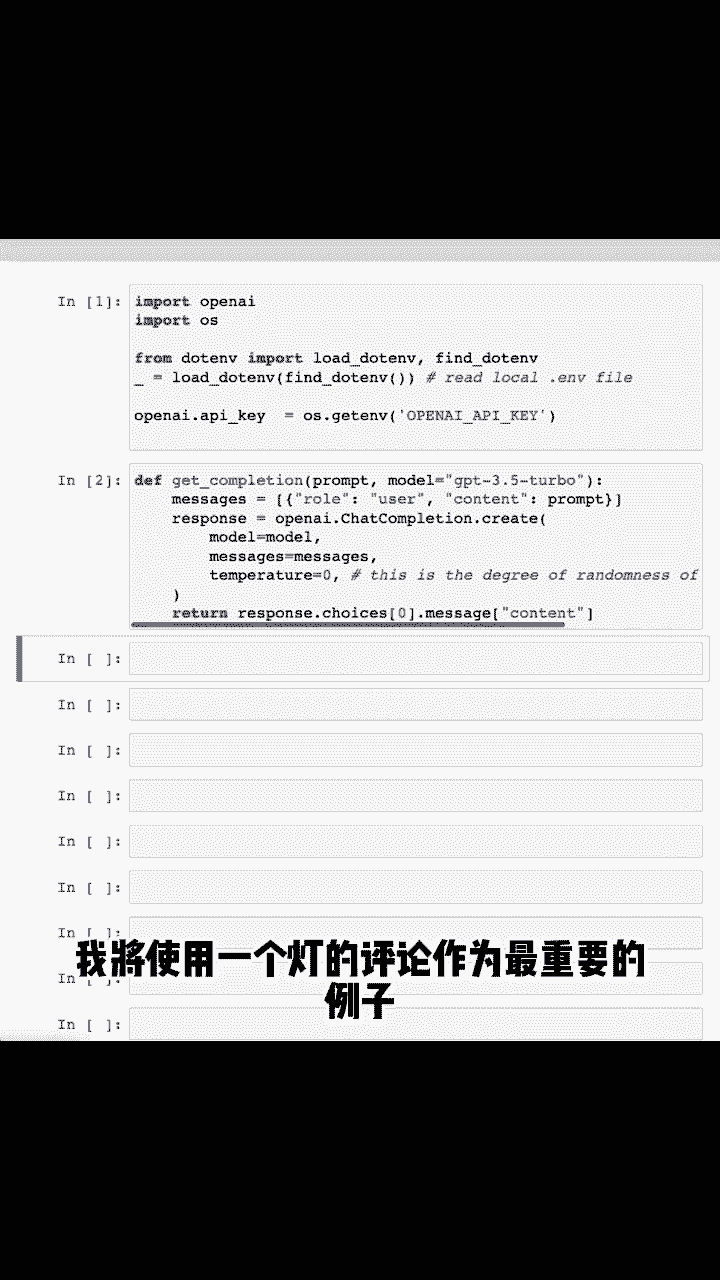 In [1]: import openai
import os
from dotenv import load_dotenv, find_dotenv
_ = load_dotenv(find_dotenv()) # read local .env file
openai.api_key  = os.getenv('OPENAI_API_KEY')
In [2]: def get_completion(prompt, model="gpt-3.5-turbo"):
    messages = [{"role": "user", "content": prompt}]
    response = openai.ChatCompletion.create(
        model=model,
        messages=messages,
        temperature=0, # this is the degree of randomness of
    )
    return response.choices[0].message["content"]
In [ ]:
In [ ]:
In [ ]:
In [ ]:
In [ ]:
In [ ]:
In [ ]:
In [ ]:
In [ ]:
我將使用一个灯的评论作为最重要的
例子